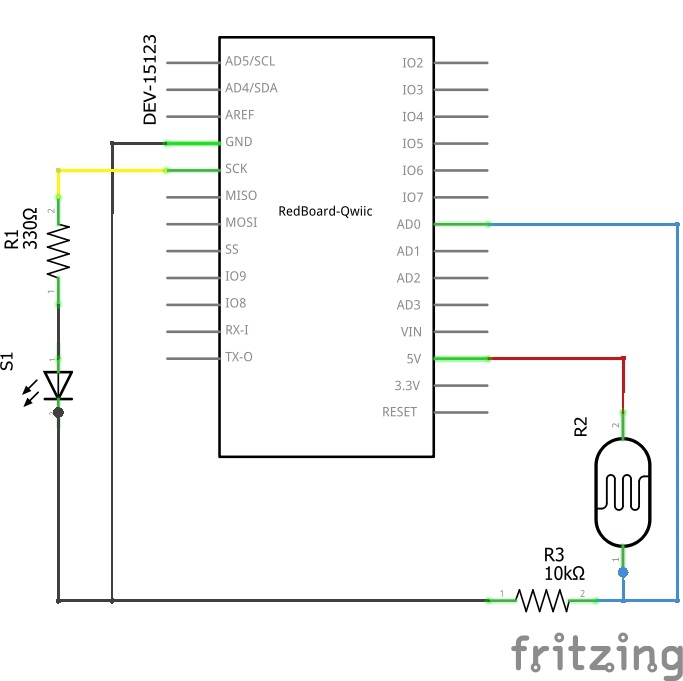 DEV-15123
AD5/SCL
AD4/SDA
AREF
GND
SCK
MISO
MOSI
SS
IO9
IO8
RX-I
TX-O
RedBoard-Qwiic
IO2
IO3
IO4
IO5
IO6
IO7
AD0
AD1
AD2
AD3
VIN
5V
3.3V
RESET
R1
330Ω
2
1
S1
1
R2
2
1
R3
10kΩ
1
2
fritzing